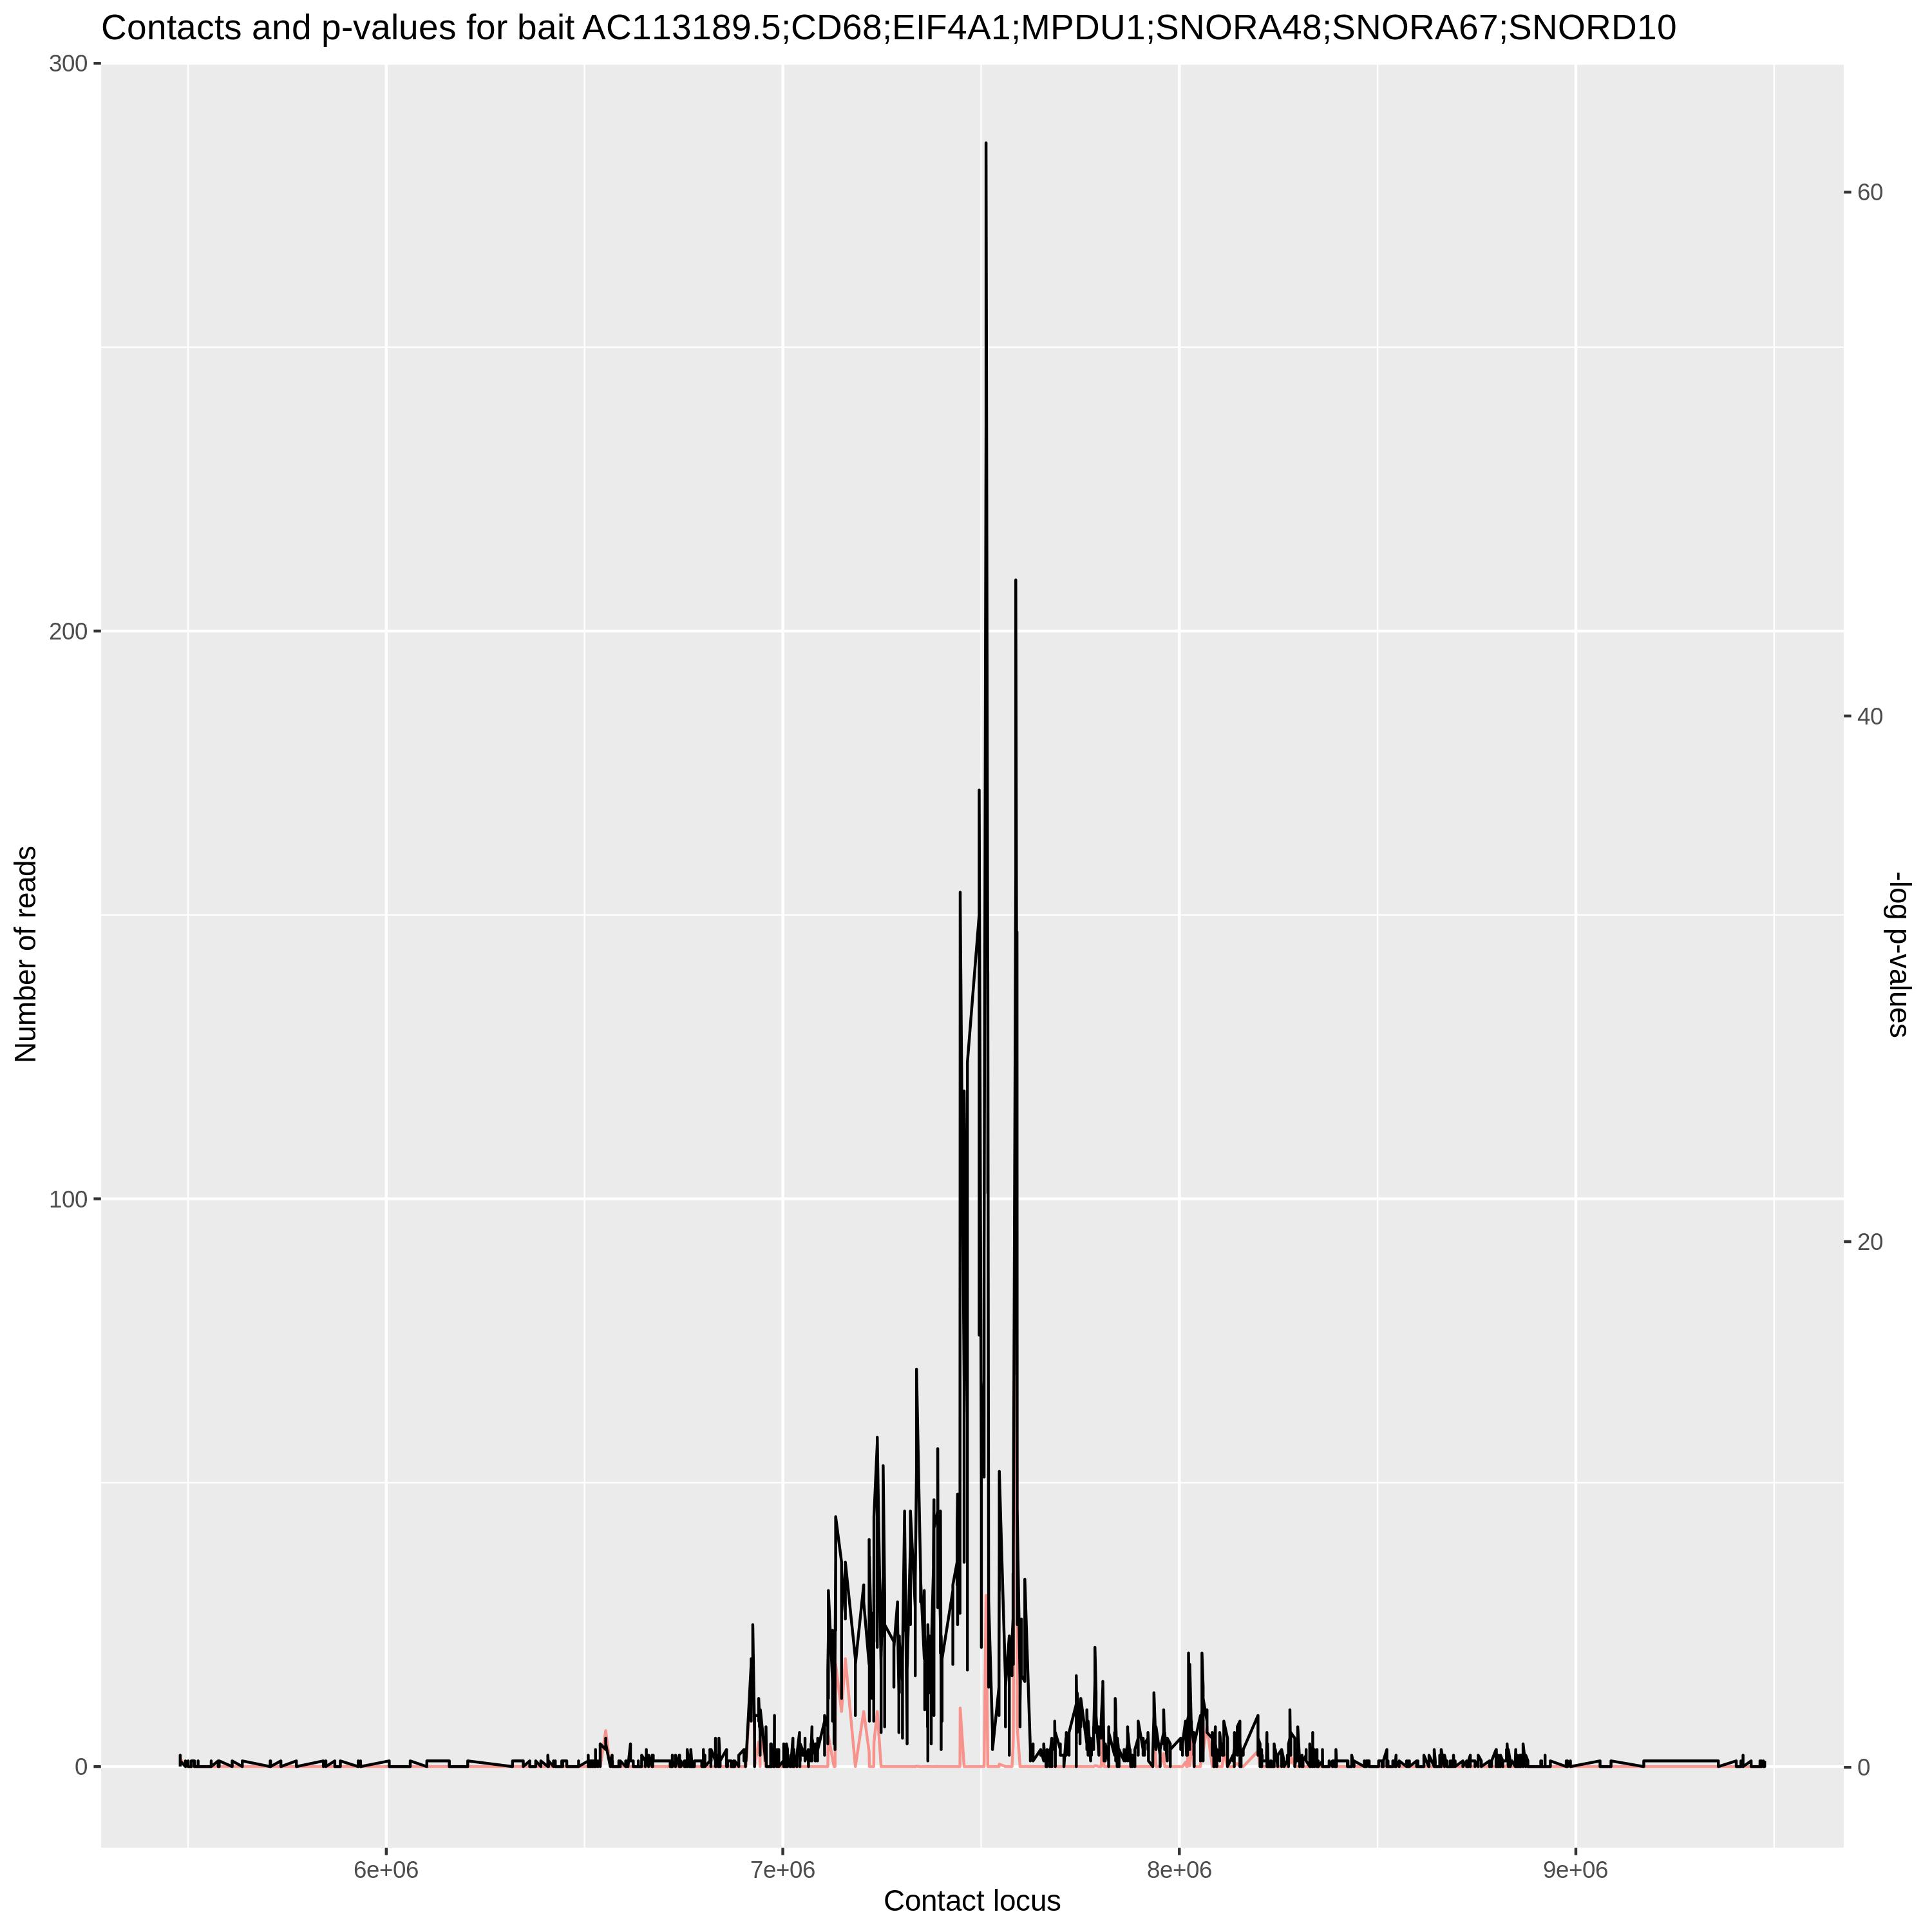 Contacts and p-values for bait AC113189.5;CD68;EIF4A1;MPDU1;SNORA48;SNORA67;SNORD10
300
200
100
0
Number of reads
60
40
20
0
-log p-values
6e+06
7e+06
8e+06
9e+06
Contact locus